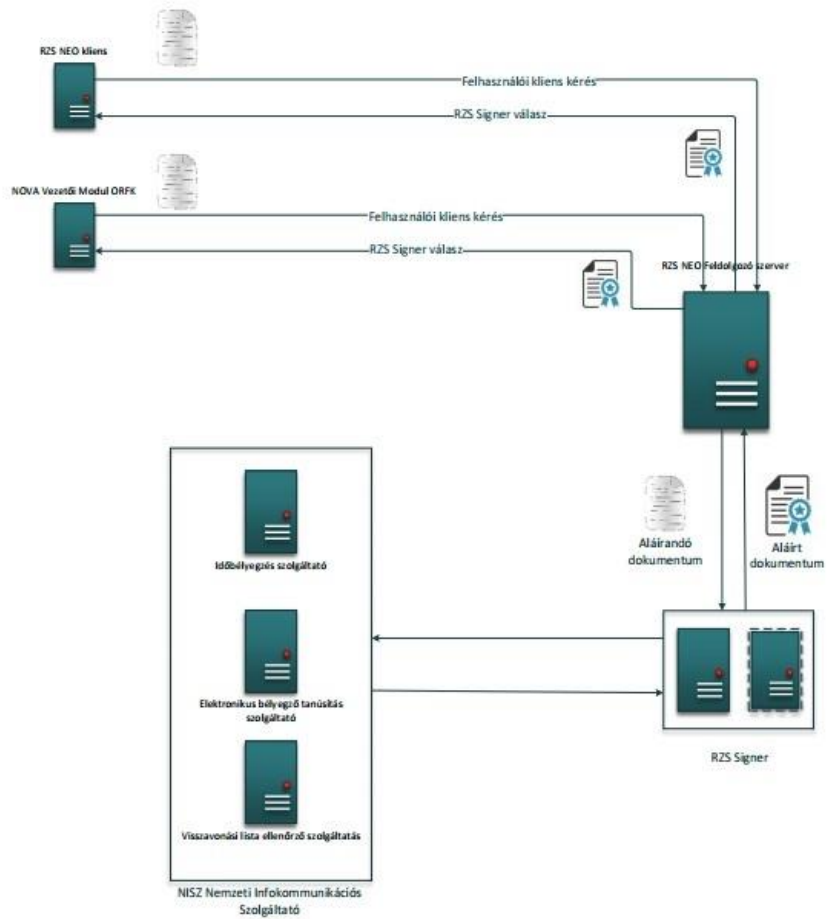 RZS NEO kliens
Felhasználói kliens kérés
RZS Signer válasz
NOVA Vezetői Modul ORFK
Felhasználói kliens kérés
RZS Signer válasz
RZS NEO Feldolgozó szerver
Időbélyegzés szolgáltató
Aláírandó
dokumentum
Aláírt
dokumentum
Elektronikus bélyegző tanúsítás
szolgáltató
Visszavonási lista ellenőrző szolgáltatás
RZS Signer
NISZ Nemzeti Infokommunikációs
Szolgáltató